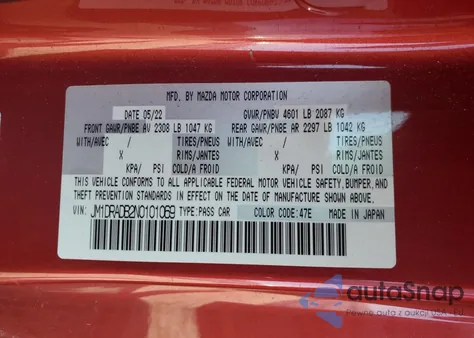 MFD. BY MAZDA MOTOR CORPORATION
DATE 05/22 GVWR/PNBV 4601 LB 2087 KG
FRONT GAWR/PNBE AV 2308 LB 1047 KG REAR GAWR/PNBE AR 2297 LB 1042 KG
WITH/AVEC / TIRES/PNEUS WITH/AVEC / TIRES/PNEUS
X RIMS/JANTES X RIMS/JANTES
KPA/ PSI COLD/A FROID KPA/ PSI COLD/A FROID
THIS VEHICLE CONFORMS TO ALL APPLICABLE FEDERAL MOTOR VEHICLE SAFETY, BUMPER, AND
THEFT PREVENTION STANDARDS IN EFFECT ON THE DATE OF MANUFACTURE SHOWN ABOVE.
VIN: JM1DRADB2N0101069 TYPE:PASS CAR COLOR CODE: 47E MADE IN JAPAN
autoSnap
Pewne auta z aukcji